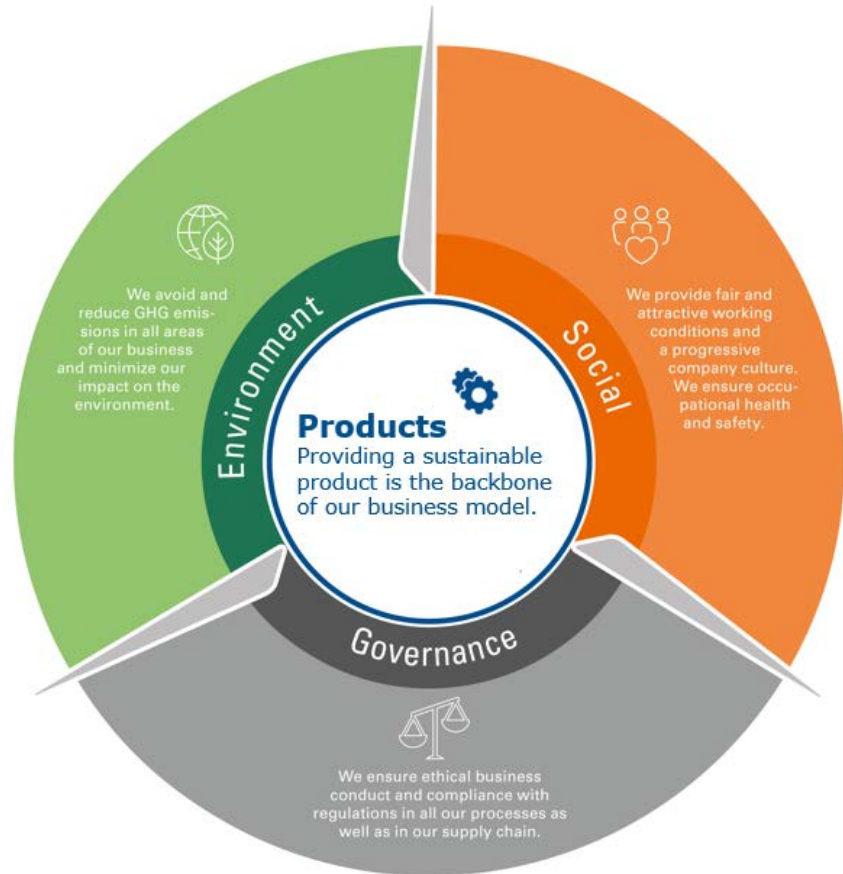 We avoid and
reduce GHG emis-
sions in all areas
of our business
and minimize our
impact on the
environment.
Environment
We provide fair and
attractive working
conditions and
a progressive
company culture.
We ensure occu-
pational health
and safety.
Social
Products
Providing a sustainable
product is the backbone
of our business model.
Governance
We ensure ethical business
conduct and compliance with
regulations in all our processes as
well as in our supply chain.